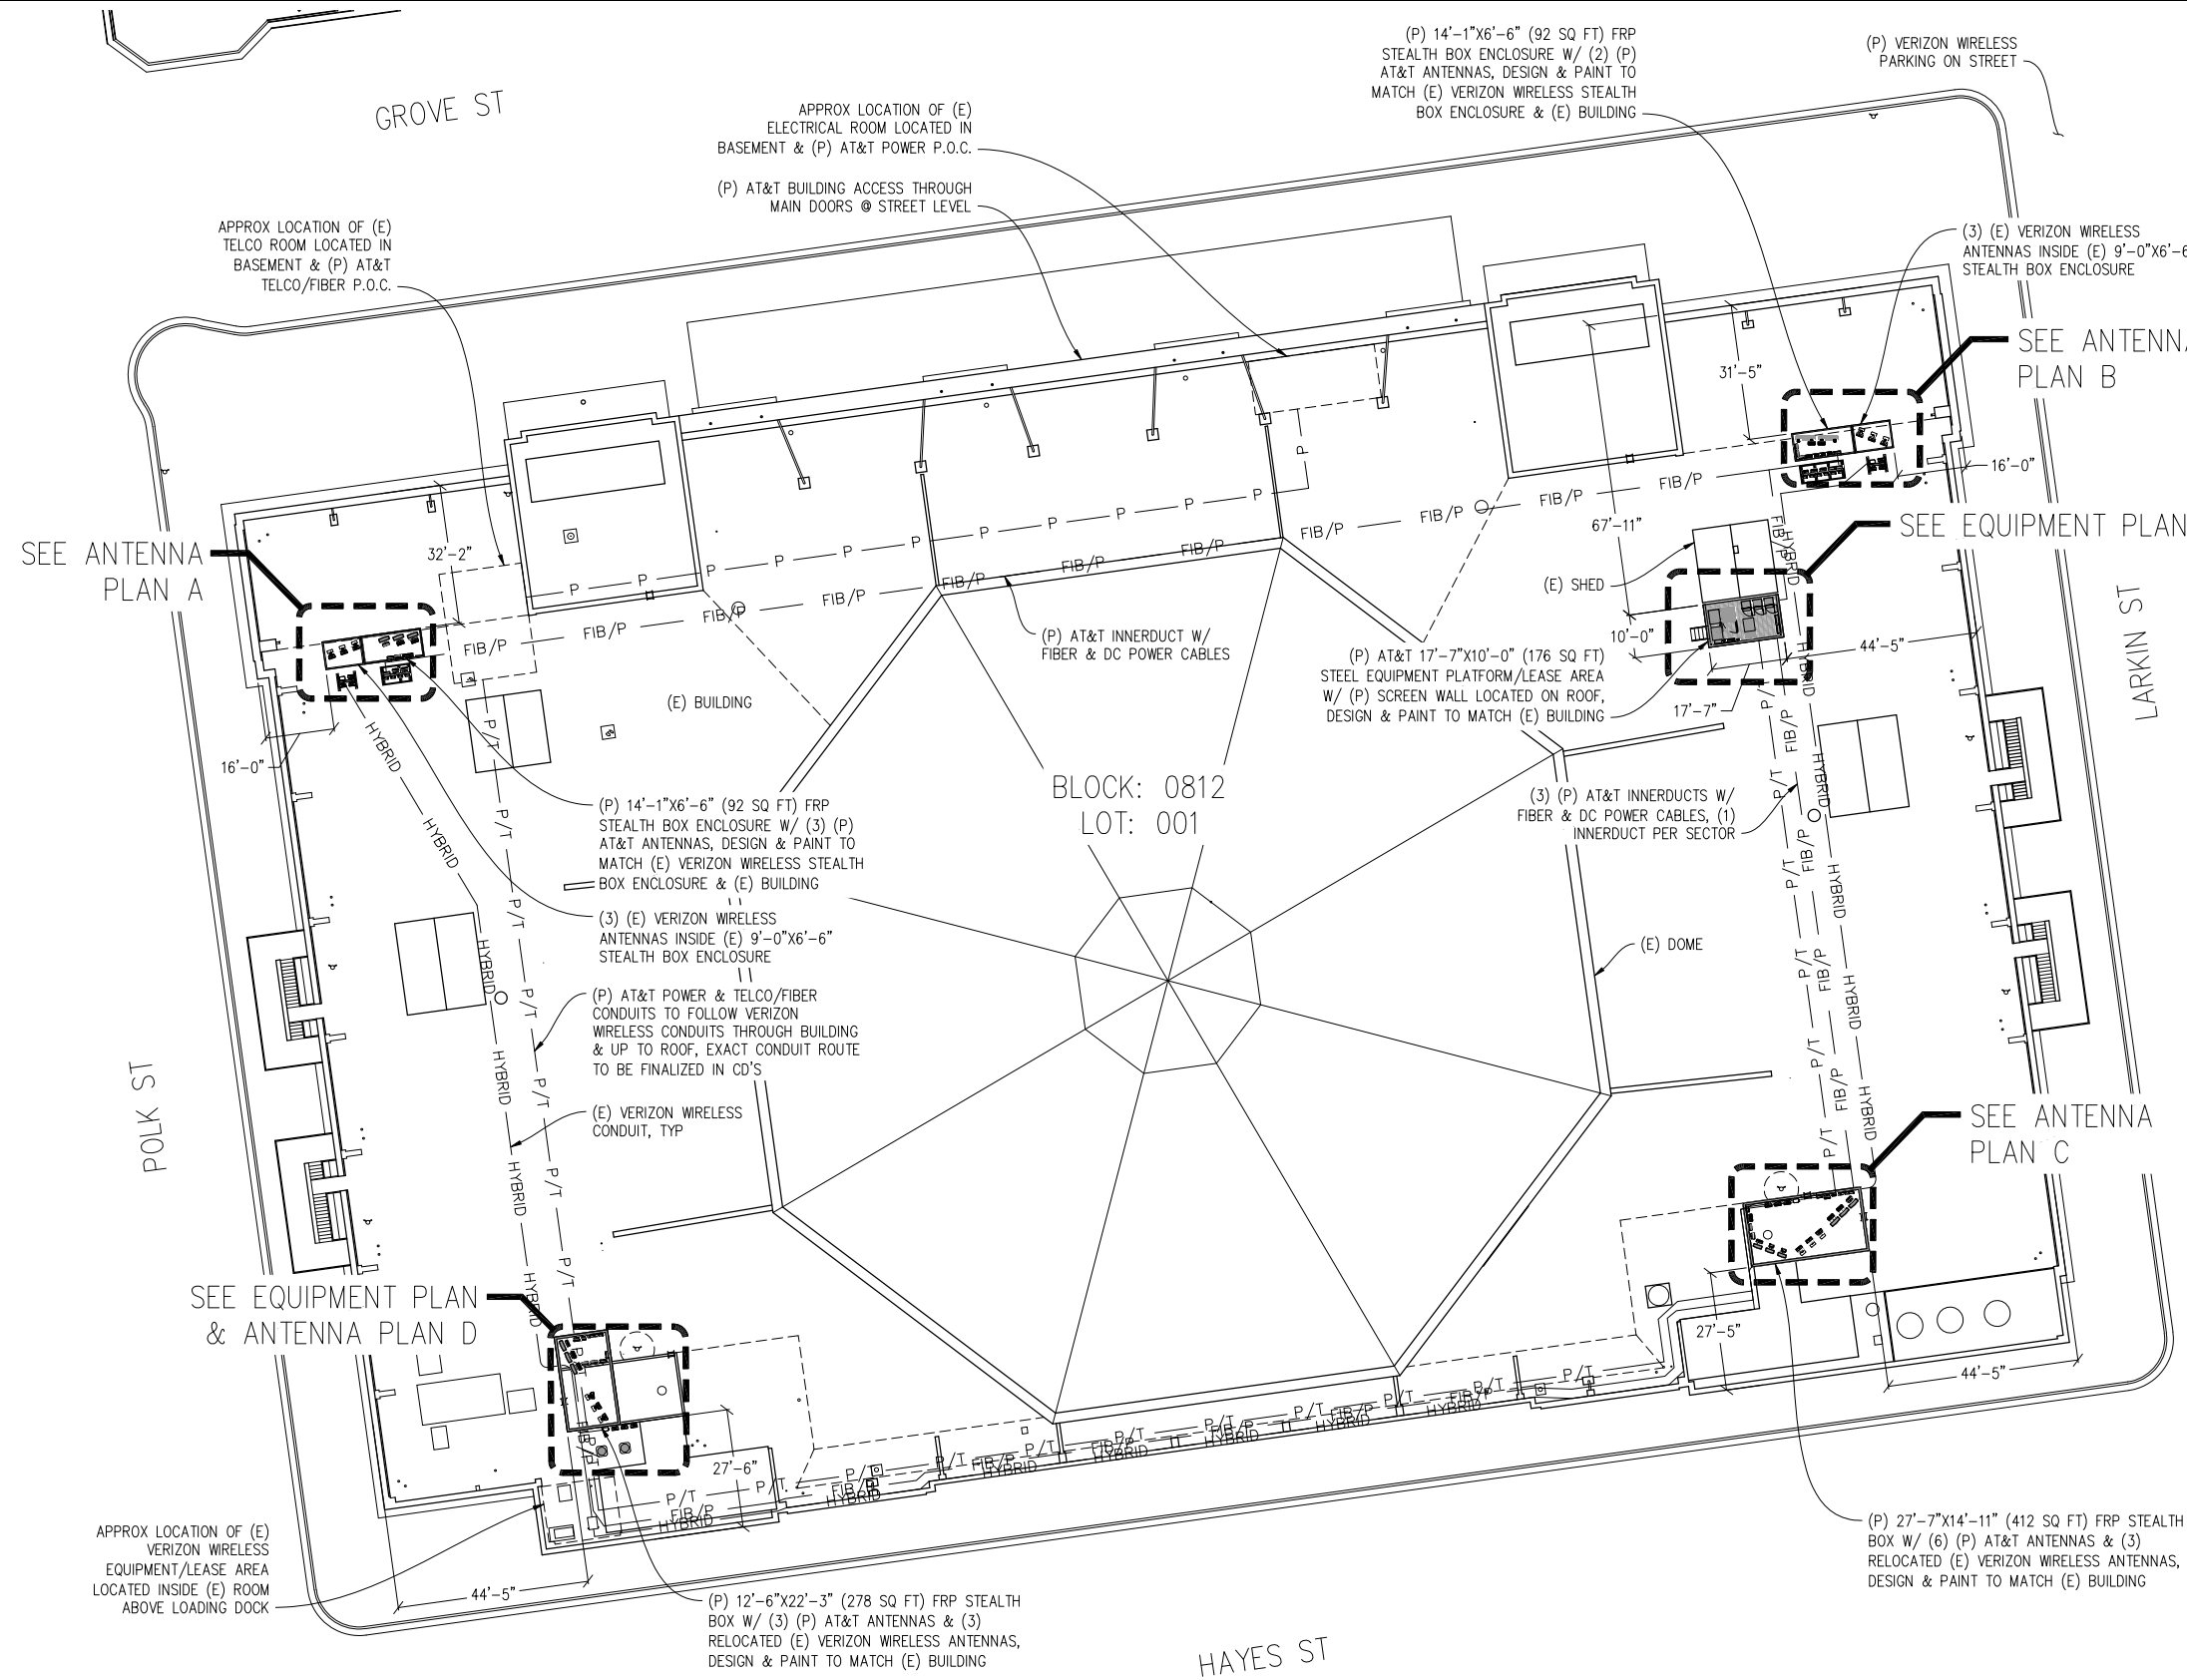 GROVE ST
(P) 14'-1"X6'-6" (92 SQ FT) FRP
STEALTH BOX ENCLOSURE W/ (2) (P)
AT&T ANTENNAS, DESIGN & PAINT TO
MATCH (E) VERIZON WIRELESS STEALTH
BOX ENCLOSURE & (E) BUILDING
(P) VERIZON WIRELESS
PARKING ON STREET
APPROX LOCATION OF (E)
ELECTRICAL ROOM LOCATED IN
BASEMENT & (P) AT&T POWER P.O.C.
(P) AT&T BUILDING ACCESS THROUGH
MAIN DOORS @ STREET LEVEL
APPROX LOCATION OF (E)
TELCO ROOM LOCATED IN
BASEMENT & (P) AT&T
TELCO/FIBER P.O.C.
(3) (E) VERIZON WIRELESS
ANTENNAS INSIDE (E) 9'-0"X6'-6
STEALTH BOX ENCLOSURE
SEE ANTENNA
PLAN B
31'-5"
16'-0"
67'-11"
SEE EQUIPMENT PLAN
SEE ANTENNA
PLAN A
32'-2"
16'-0"
(E) SHED
10'-0"
44'-5"
17'-7"
LARKIN ST
(P) AT&T INNERDUCT W/
FIBER & DC POWER CABLES
(P) AT&T 17'-7"X10'-0" (176 SQ FT)
STEEL EQUIPMENT PLATFORM/LEASE AREA
W/ (P) SCREEN WALL LOCATED ON ROOF,
DESIGN & PAINT TO MATCH (E) BUILDING
(E) BUILDING
BLOCK: 0812
LOT: 001
(3) (P) AT&T INNERDUCTS W/
FIBER & DC POWER CABLES, (1)
INNERDUCT PER SECTOR
(P) 14'-1"X6'-6" (92 SQ FT) FRP
STEALTH BOX ENCLOSURE W/ (3) (P)
AT&T ANTENNAS, DESIGN & PAINT TO
MATCH (E) VERIZON WIRELESS STEALTH
BOX ENCLOSURE & (E) BUILDING
(3) (E) VERIZON WIRELESS
ANTENNAS INSIDE (E) 9'-0"X6'-6"
STEALTH BOX ENCLOSURE
(E) DOME
(P) AT&T POWER & TELCO/FIBER
CONDUITS TO FOLLOW VERIZON
WIRELESS CONDUITS THROUGH BUILDING
& UP TO ROOF, EXACT CONDUIT ROUTE
TO BE FINALIZED IN CD'S
(E) VERIZON WIRELESS
CONDUIT, TYP
POLK ST
SEE ANTENNA
PLAN C
SEE EQUIPMENT PLAN
& ANTENNA PLAN D
27'-5"
44'-5"
27'-6"
44'-5"
P
FIB/P
P/T
HYBRID
APPROX LOCATION OF (E)
VERIZON WIRELESS
EQUIPMENT/LEASE AREA
LOCATED INSIDE (E) ROOM
ABOVE LOADING DOCK
(P) 12'-6"X22'-3" (278 SQ FT) FRP STEALTH
BOX W/ (3) (P) AT&T ANTENNAS & (3)
RELOCATED (E) VERIZON WIRELESS ANTENNAS,
DESIGN & PAINT TO MATCH (E) BUILDING
(P) 27'-7"X14'-11" (412 SQ FT) FRP STEALTH
BOX W/ (6) (P) AT&T ANTENNAS & (3)
RELOCATED (E) VERIZON WIRELESS ANTENNAS,
DESIGN & PAINT TO MATCH (E) BUILDING
HAYES ST